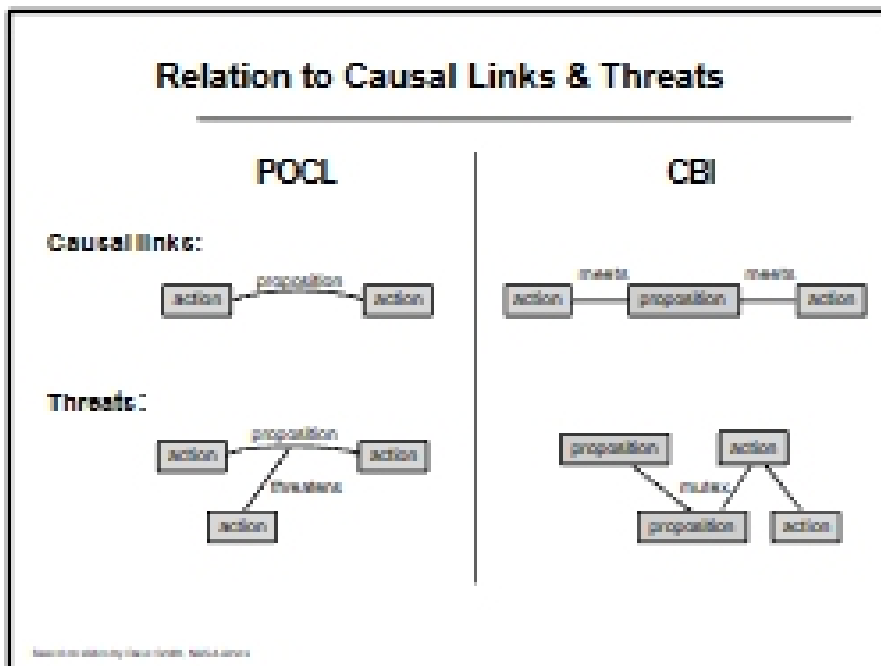 Relation to Causal Links & Threats
POCL
CBI
Causal links:
proposition
action
action
meets
meets
action
proposition
action
Threats:
proposition
action
action
threatens
action
proposition
action
mutex
proposition
action